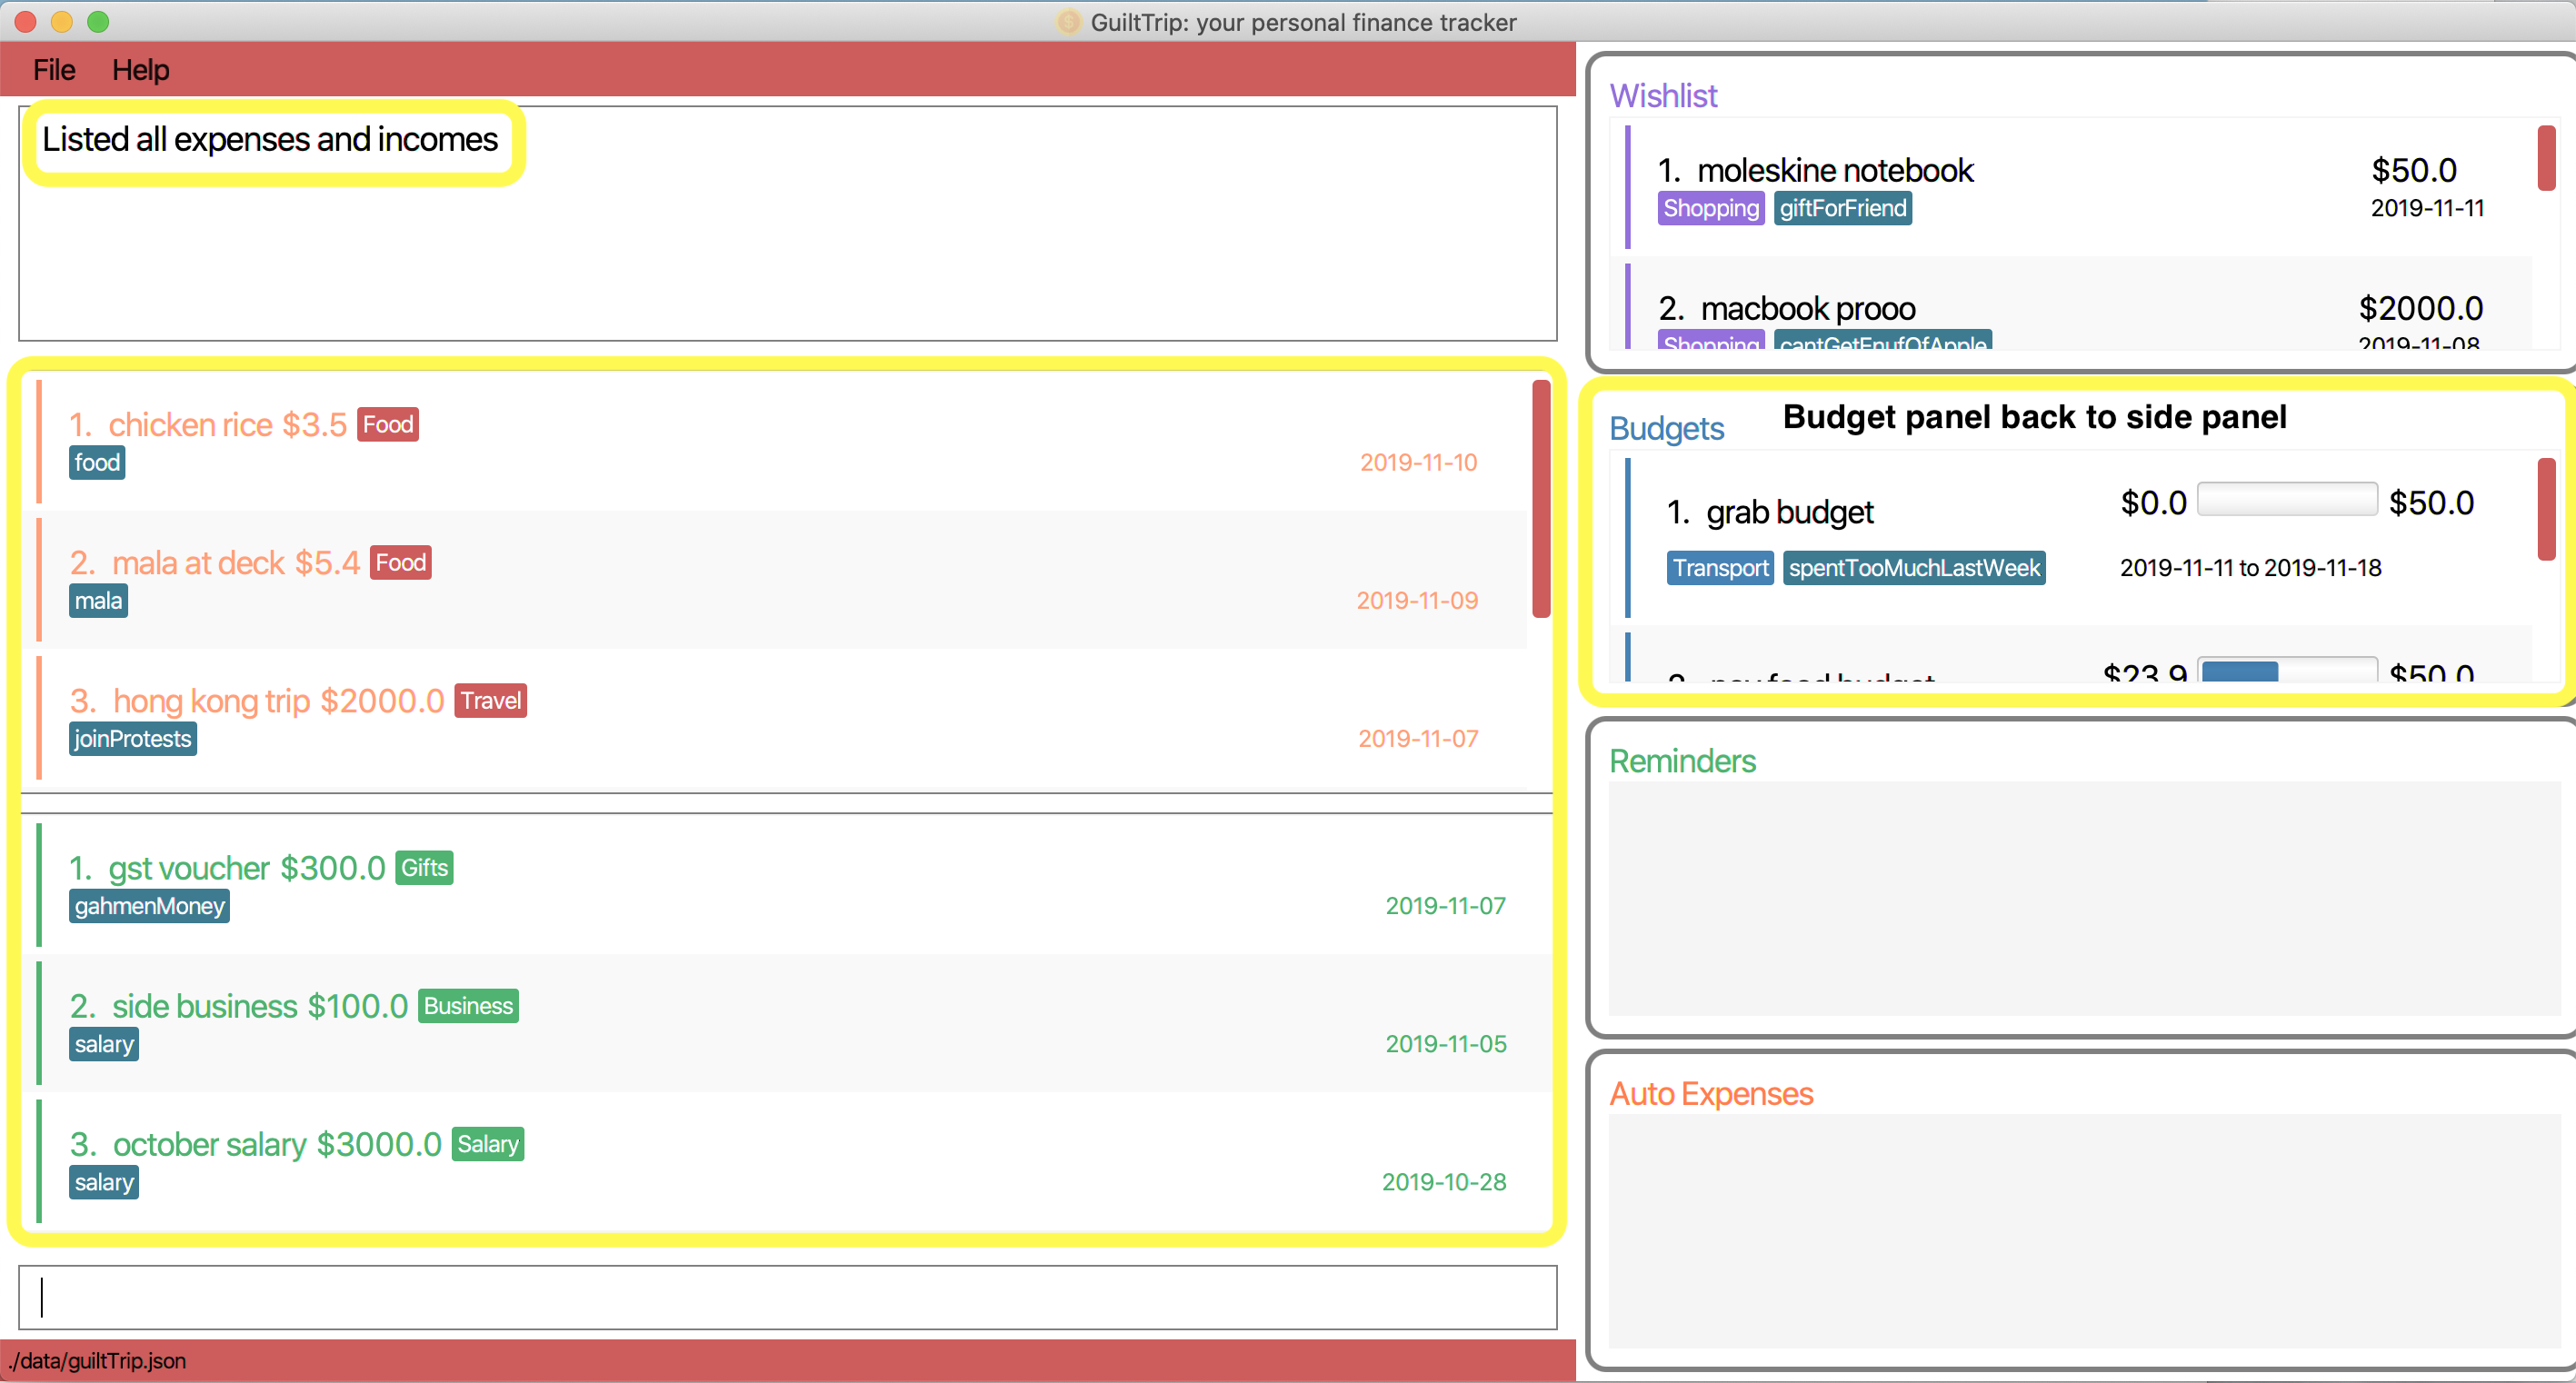 GuiltTrip: your personal finance tracker
File Help
Listed all expenses and incomes
1. chicken rice $3.5 Food
food 2019-11-10
2. mala at deck $5.4 Food
mala 2019-11-09
3. hong kong trip $2000.0 Travel
joinProtests 2019-11-07
1. gst voucher $300.0 Gifts
gahmenMoney 2019-11-07
2. side business $100.0 Business
salary 2019-11-05
3. october salary $3000.0 Salary
salary 2019-10-28
./data/guiltTrip.json
Wishlist
1. moleskine notebook $50.0
Shopping giftForFriend 2019-11-11
2. macbook prooo $2000.0
Shopping cantGetEnufOfApple 2019-11-08
Budgets Budget panel back to side panel
1. grab budget $0.0 $50.0
Transport spentTooMuchLastWeek 2019-11-11 to 2019-11-18
food budget $23.9 $50.0
Reminders
Auto Expenses